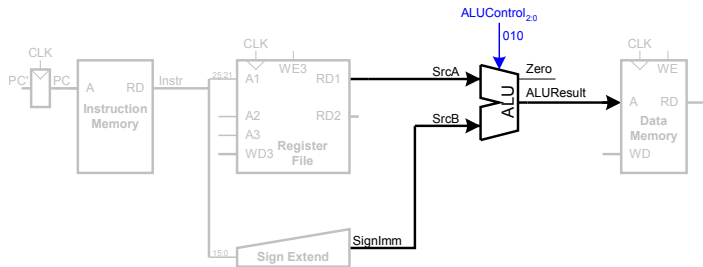 ALUControl2:0
010
CLK
CLK
CLK
PC'
PC
A
RD
Instr
Instruction
Memory
25:21
A1
WE3
RD1
A2
RD2
A3
WD3
Register
File
SrcA
SrcB
ALU
Zero
ALUResult
WE
A
RD
Data
Memory
WD
15:0
Sign Extend
SignImm